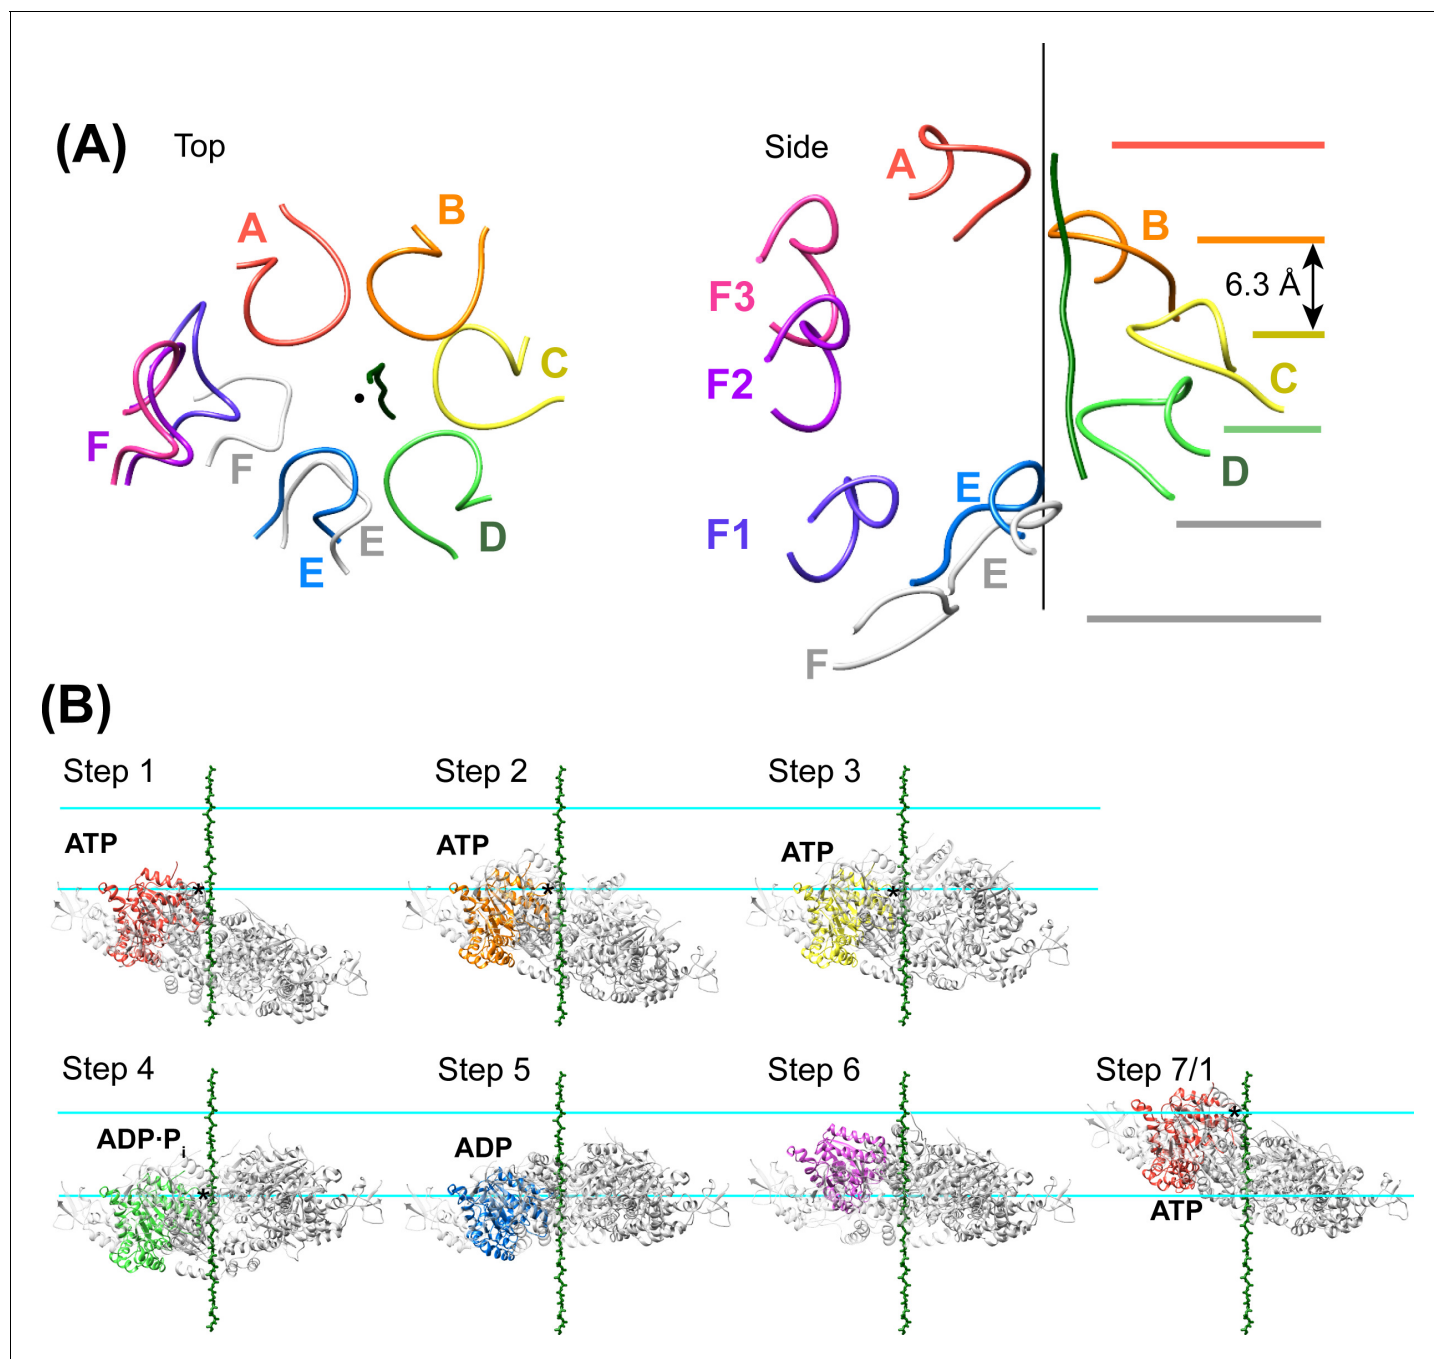 (A)
Top
Side
A
B
C
D
E
E
F
F
A
B
C
D
E
E
F
F1
F2
F3
6.3 Å
(B)
Step 1
Step 2
Step 3
ATP
ATP
ATP
*
*
*
Step 4
Step 5
Step 6
Step 7/1
ADP·Pi
ADP
ATP
*
*